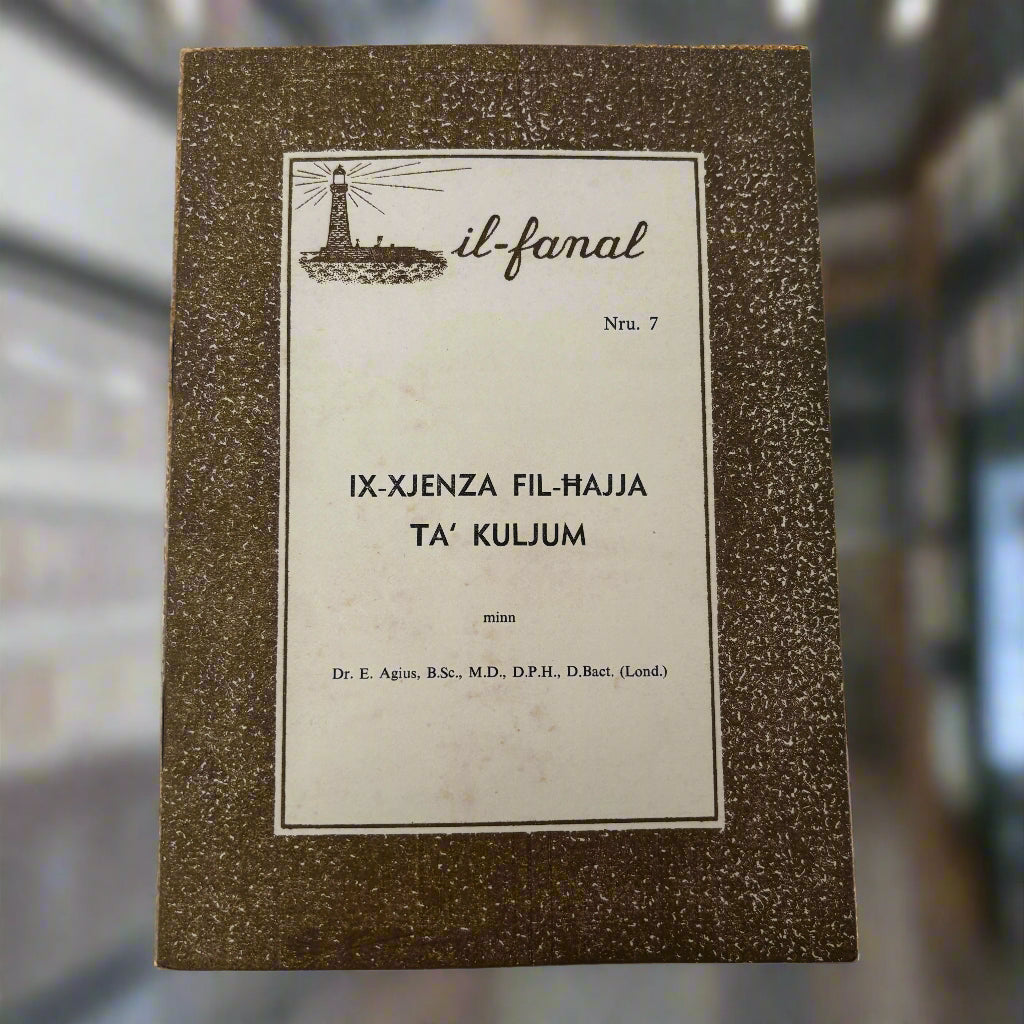 il-fanal
Nru. 7
IX-XJENZA FIL-ĦAJJA
TA' KULJUM
minn
Dr. E. Agius, B.Sc., M.D., D.P.H., D.Bact. (Lond.)